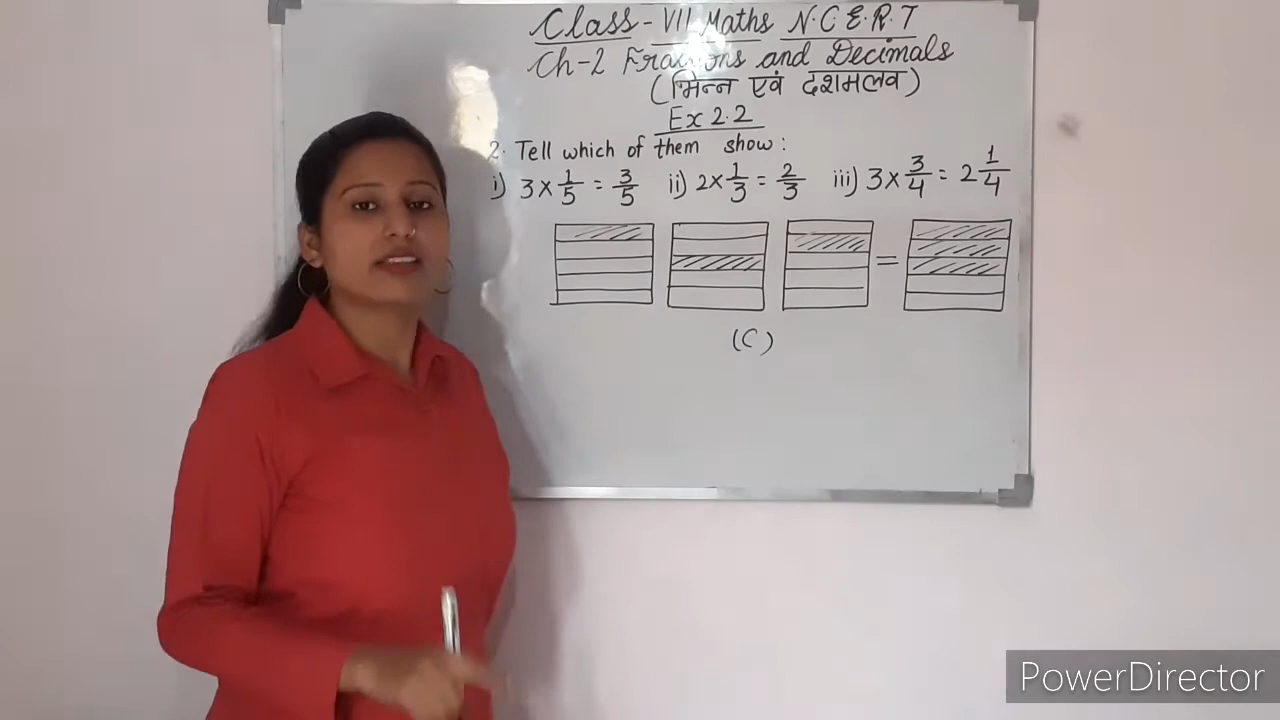 Class - VII Maths N.C.E.R.T
Ch-2 Fractions and Decimals
(भिन्न एवं दशमलव)
Ex 2.2
2. Tell which of them show :
i) 3 × 1/5 = 3/5 ii) 2 × 1/3 = 2/3 iii) 3 × 3/4 = 2 1/4
=
(C)
PowerDirector